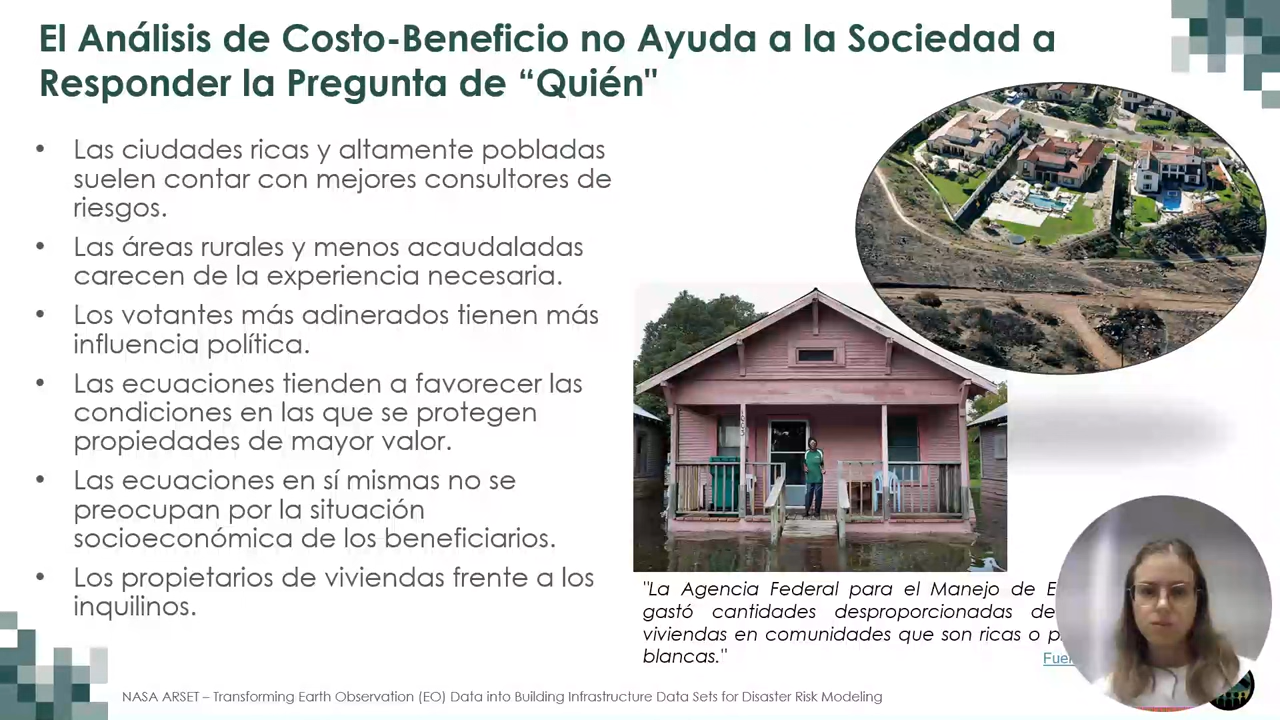 El Análisis de Costo-Beneficio no Ayuda a la Sociedad a
Responder la Pregunta de “Quién"
• Las ciudades ricas y altamente pobladas
suelen contar con mejores consultores de
riesgos.
• Las áreas rurales y menos acaudaladas
carecen de la experiencia necesaria.
• Los votantes más adinerados tienen más
influencia política.
• Las ecuaciones tienden a favorecer las
condiciones en las que se protegen
propiedades de mayor valor.
• Las ecuaciones en sí mismas no se
preocupan por la situación
socioeconómica de los beneficiarios.
• Los propietarios de viviendas frente a los
inquilinos.
"La Agencia Federal para el Manejo de
gastó cantidades desproporcionadas de
viviendas en comunidades que son ricas o
blancas."
NASA ARSET – Transforming Earth Observation (EO) Data into Building Infrastructure Data Sets for Disaster Risk Modeling